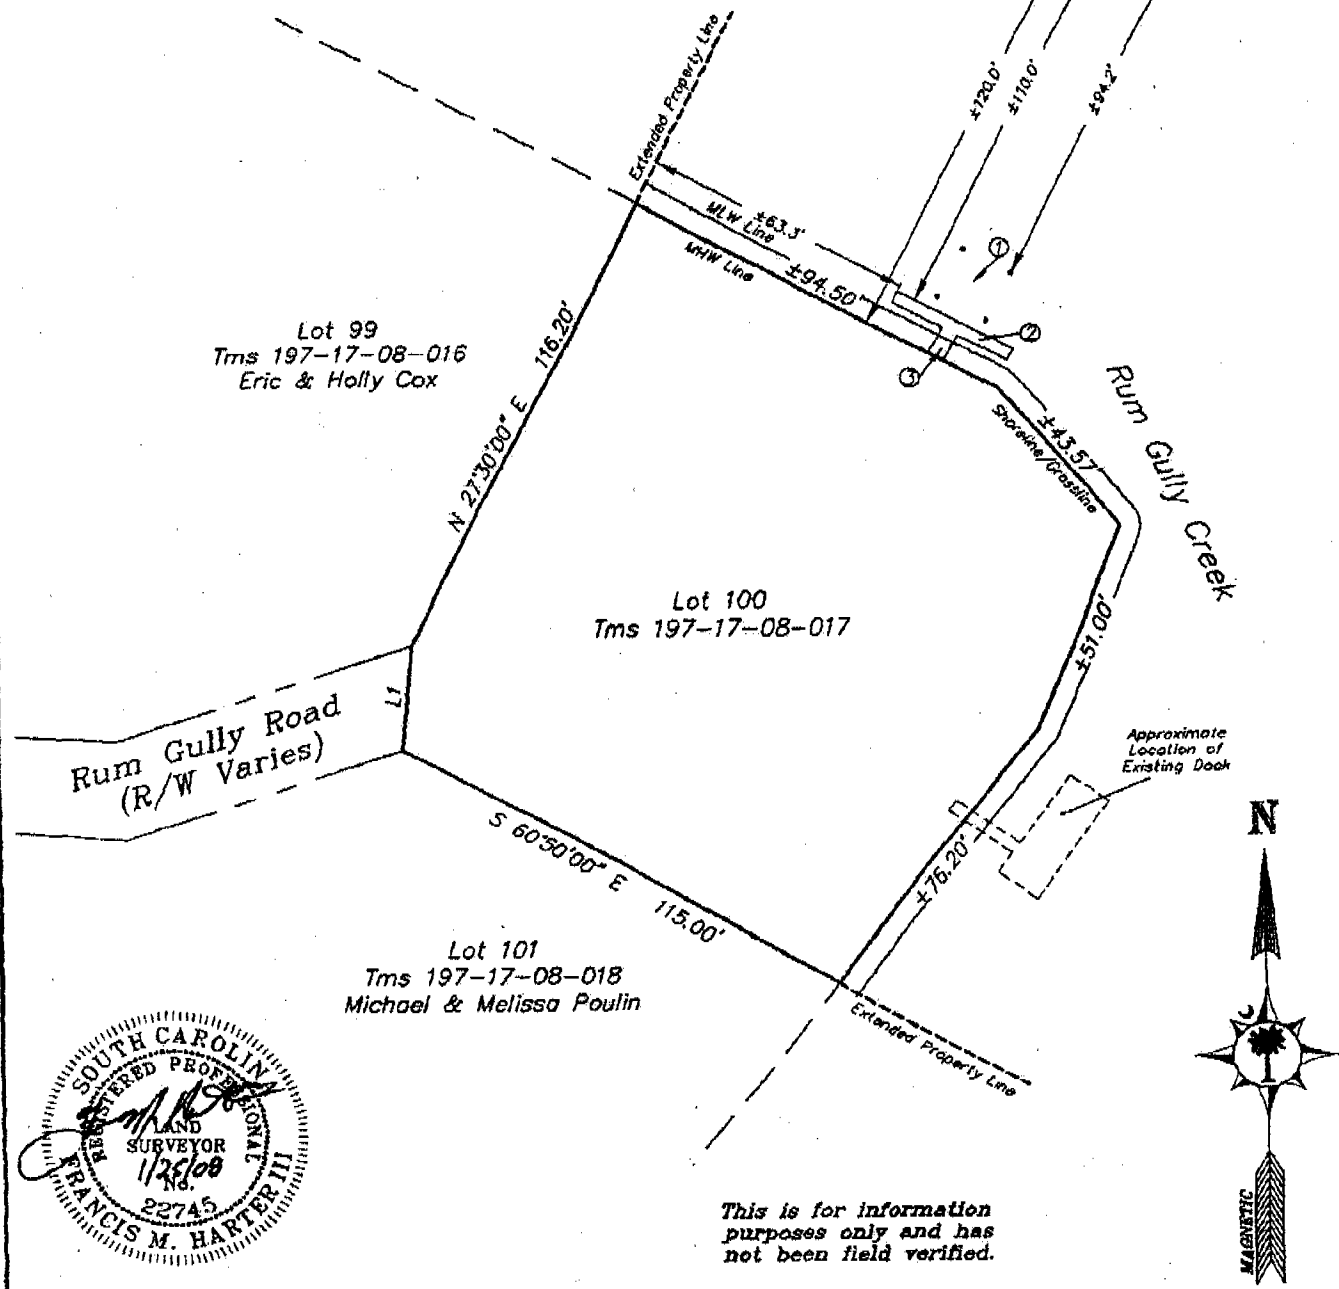 Extended Property Line
±120.0'
±110.0'
±94.2'
±63.3'
MLW Line
MHW Line
±94.50'
1
2
3
Lot 99
Tms 197-17-08-016
Eric & Holly Cox
116.20'
N 27°30'00" E
±43.57'
Shoreline/Grassline
Rum Gully Creek
Lot 100
Tms 197-17-08-017
±51.00'
L1
Rum Gully Road
(R/W Varies)
Approximate
Location of
Existing Dock
S 60°50'00" E
115.00'
±76.20'
N
Lot 101
Tms 197-17-08-018
Michael & Melissa Poulin
Extended Property Line
SOUTH CAROLINA
REGISTERED PROFESSIONAL
LAND
SURVEYOR
1/25/08
No.
22745
FRANCIS M. HARTER III
This is for information
purposes only and has
not been field verified.
MAGNETIC